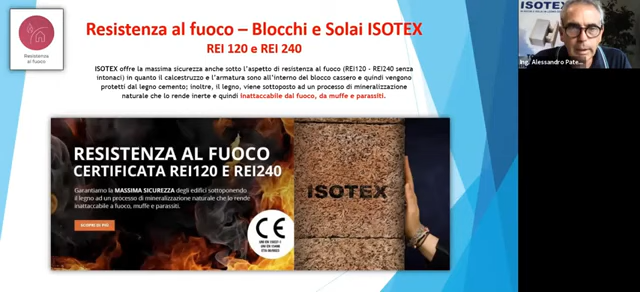 Resistenza al fuoco – Blocchi e Solai ISOTEX
REI 120 e REI 240
Resistenza
al fuoco
ISOTEX offre la massima sicurezza anche sotto l'aspetto di resistenza al fuoco (REI120 - REI240 senza
intonaci) in quanto il calcestruzzo e l'armatura sono all'interno del blocco cassero e quindi vengono
protetti dal legno cemento; inoltre, il legno, viene sottoposto ad un processo di mineralizzazione
naturale che lo rende inerte e quindi inattaccabile dal fuoco, da muffe e parassiti.
RESISTENZA AL FUOCO
CERTIFICATA REI120 E REI240
Garantiamo la MASSIMA SICUREZZA degli edifici sottoponendo
il legno ad un processo di mineralizzazione naturale che lo rende
inattaccabile a fuoco, muffe e parassiti.
SCOPRI DI PIÙ
CE
ISOTEX
ISOTEX
Ing. Alessandro Pate...